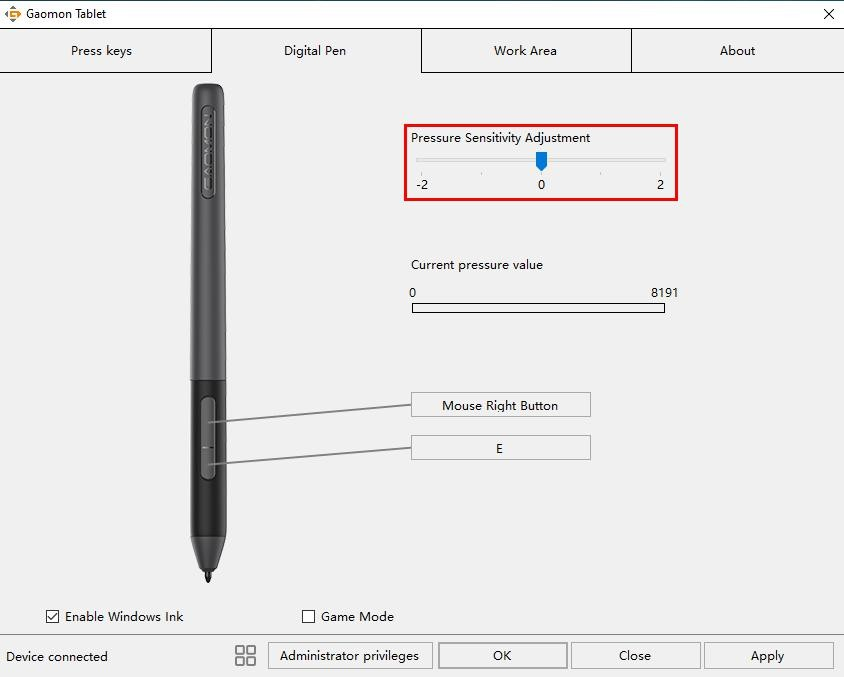 Gaomon Tablet
Press keys
Digital Pen
Work Area
About
GAOMON
Pressure Sensitivity Adjustment
-2 0 2
Current pressure value
0 8191
Mouse Right Button
E
Enable Windows Ink
Game Mode
Device connected
Administrator privileges
OK
Close
Apply